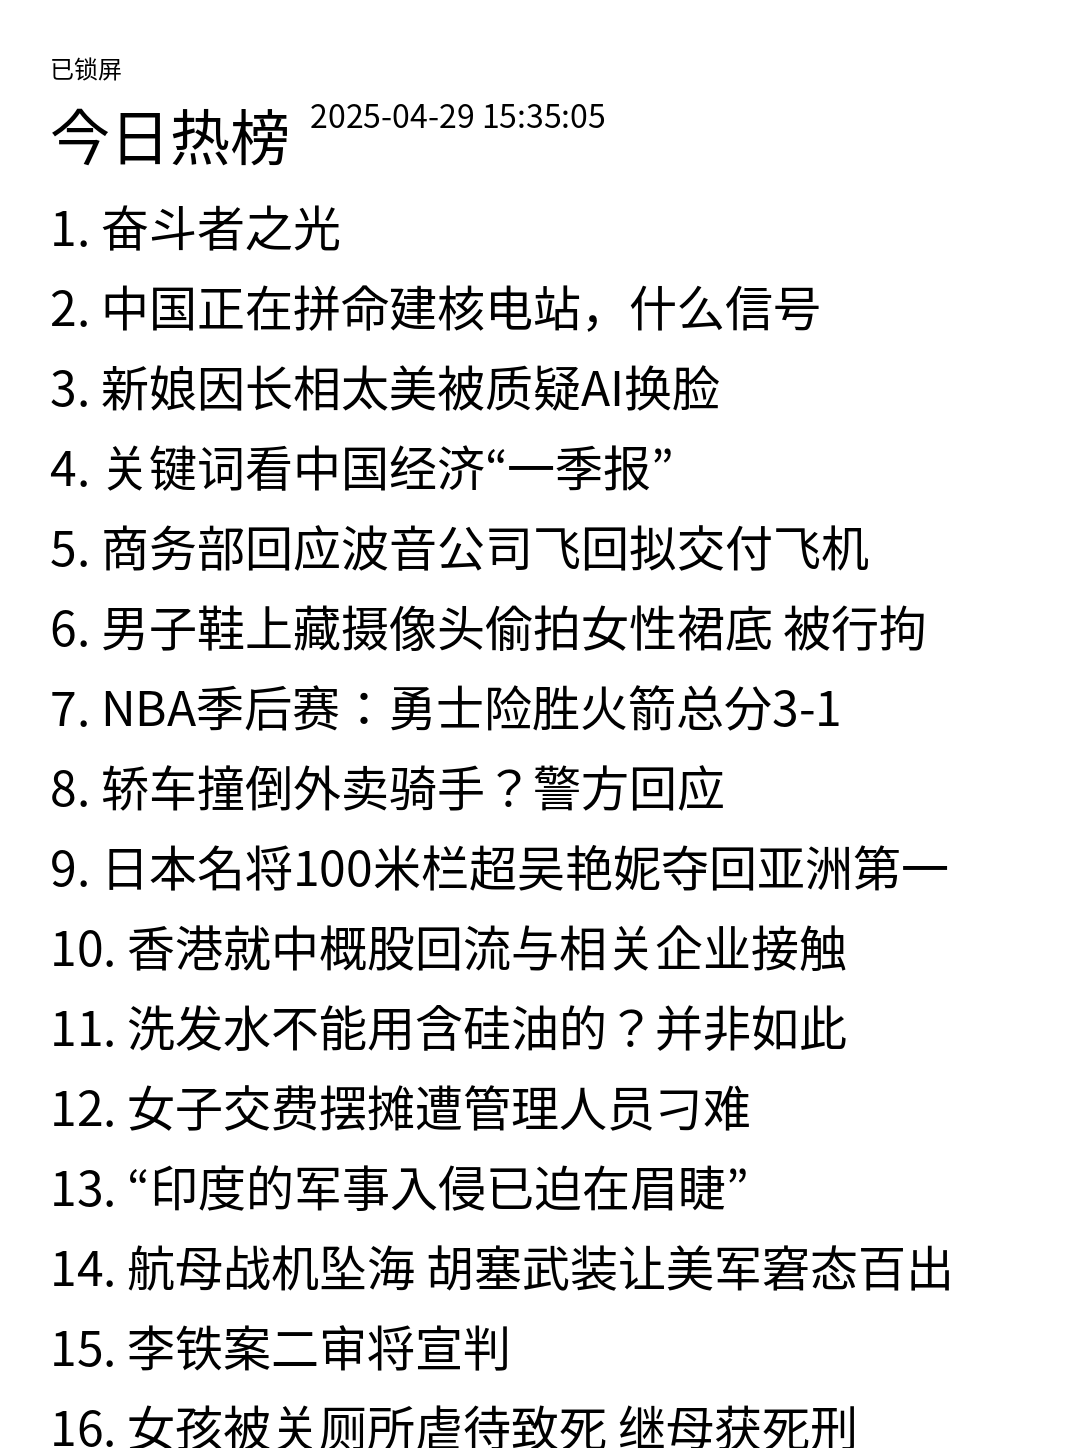 已锁屏
今日热榜 2025-04-29 15:35:05
1. 奋斗者之光
2. 中国正在拼命建核电站，什么信号
3. 新娘因长相太美被质疑AI换脸
4. 关键词看中国经济“一季报”
5. 商务部回应波音公司飞回拟交付飞机
6. 男子鞋上藏摄像头偷拍女性裙底 被行拘
7. NBA季后赛：勇士险胜火箭总分3-1
8. 轿车撞倒外卖骑手？警方回应
9. 日本名将100米栏超吴艳妮夺回亚洲第一
10. 香港就中概股回流与相关企业接触
11. 洗发水不能用含硅油的？并非如此
12. 女子交费摆摊遭管理人员刁难
13. “印度的军事入侵已迫在眉睫”
14. 航母战机坠海 胡塞武装让美军窘态百出
15. 李铁案二审将宣判
16. 女孩被关厕所虐待致死 继母获死刑